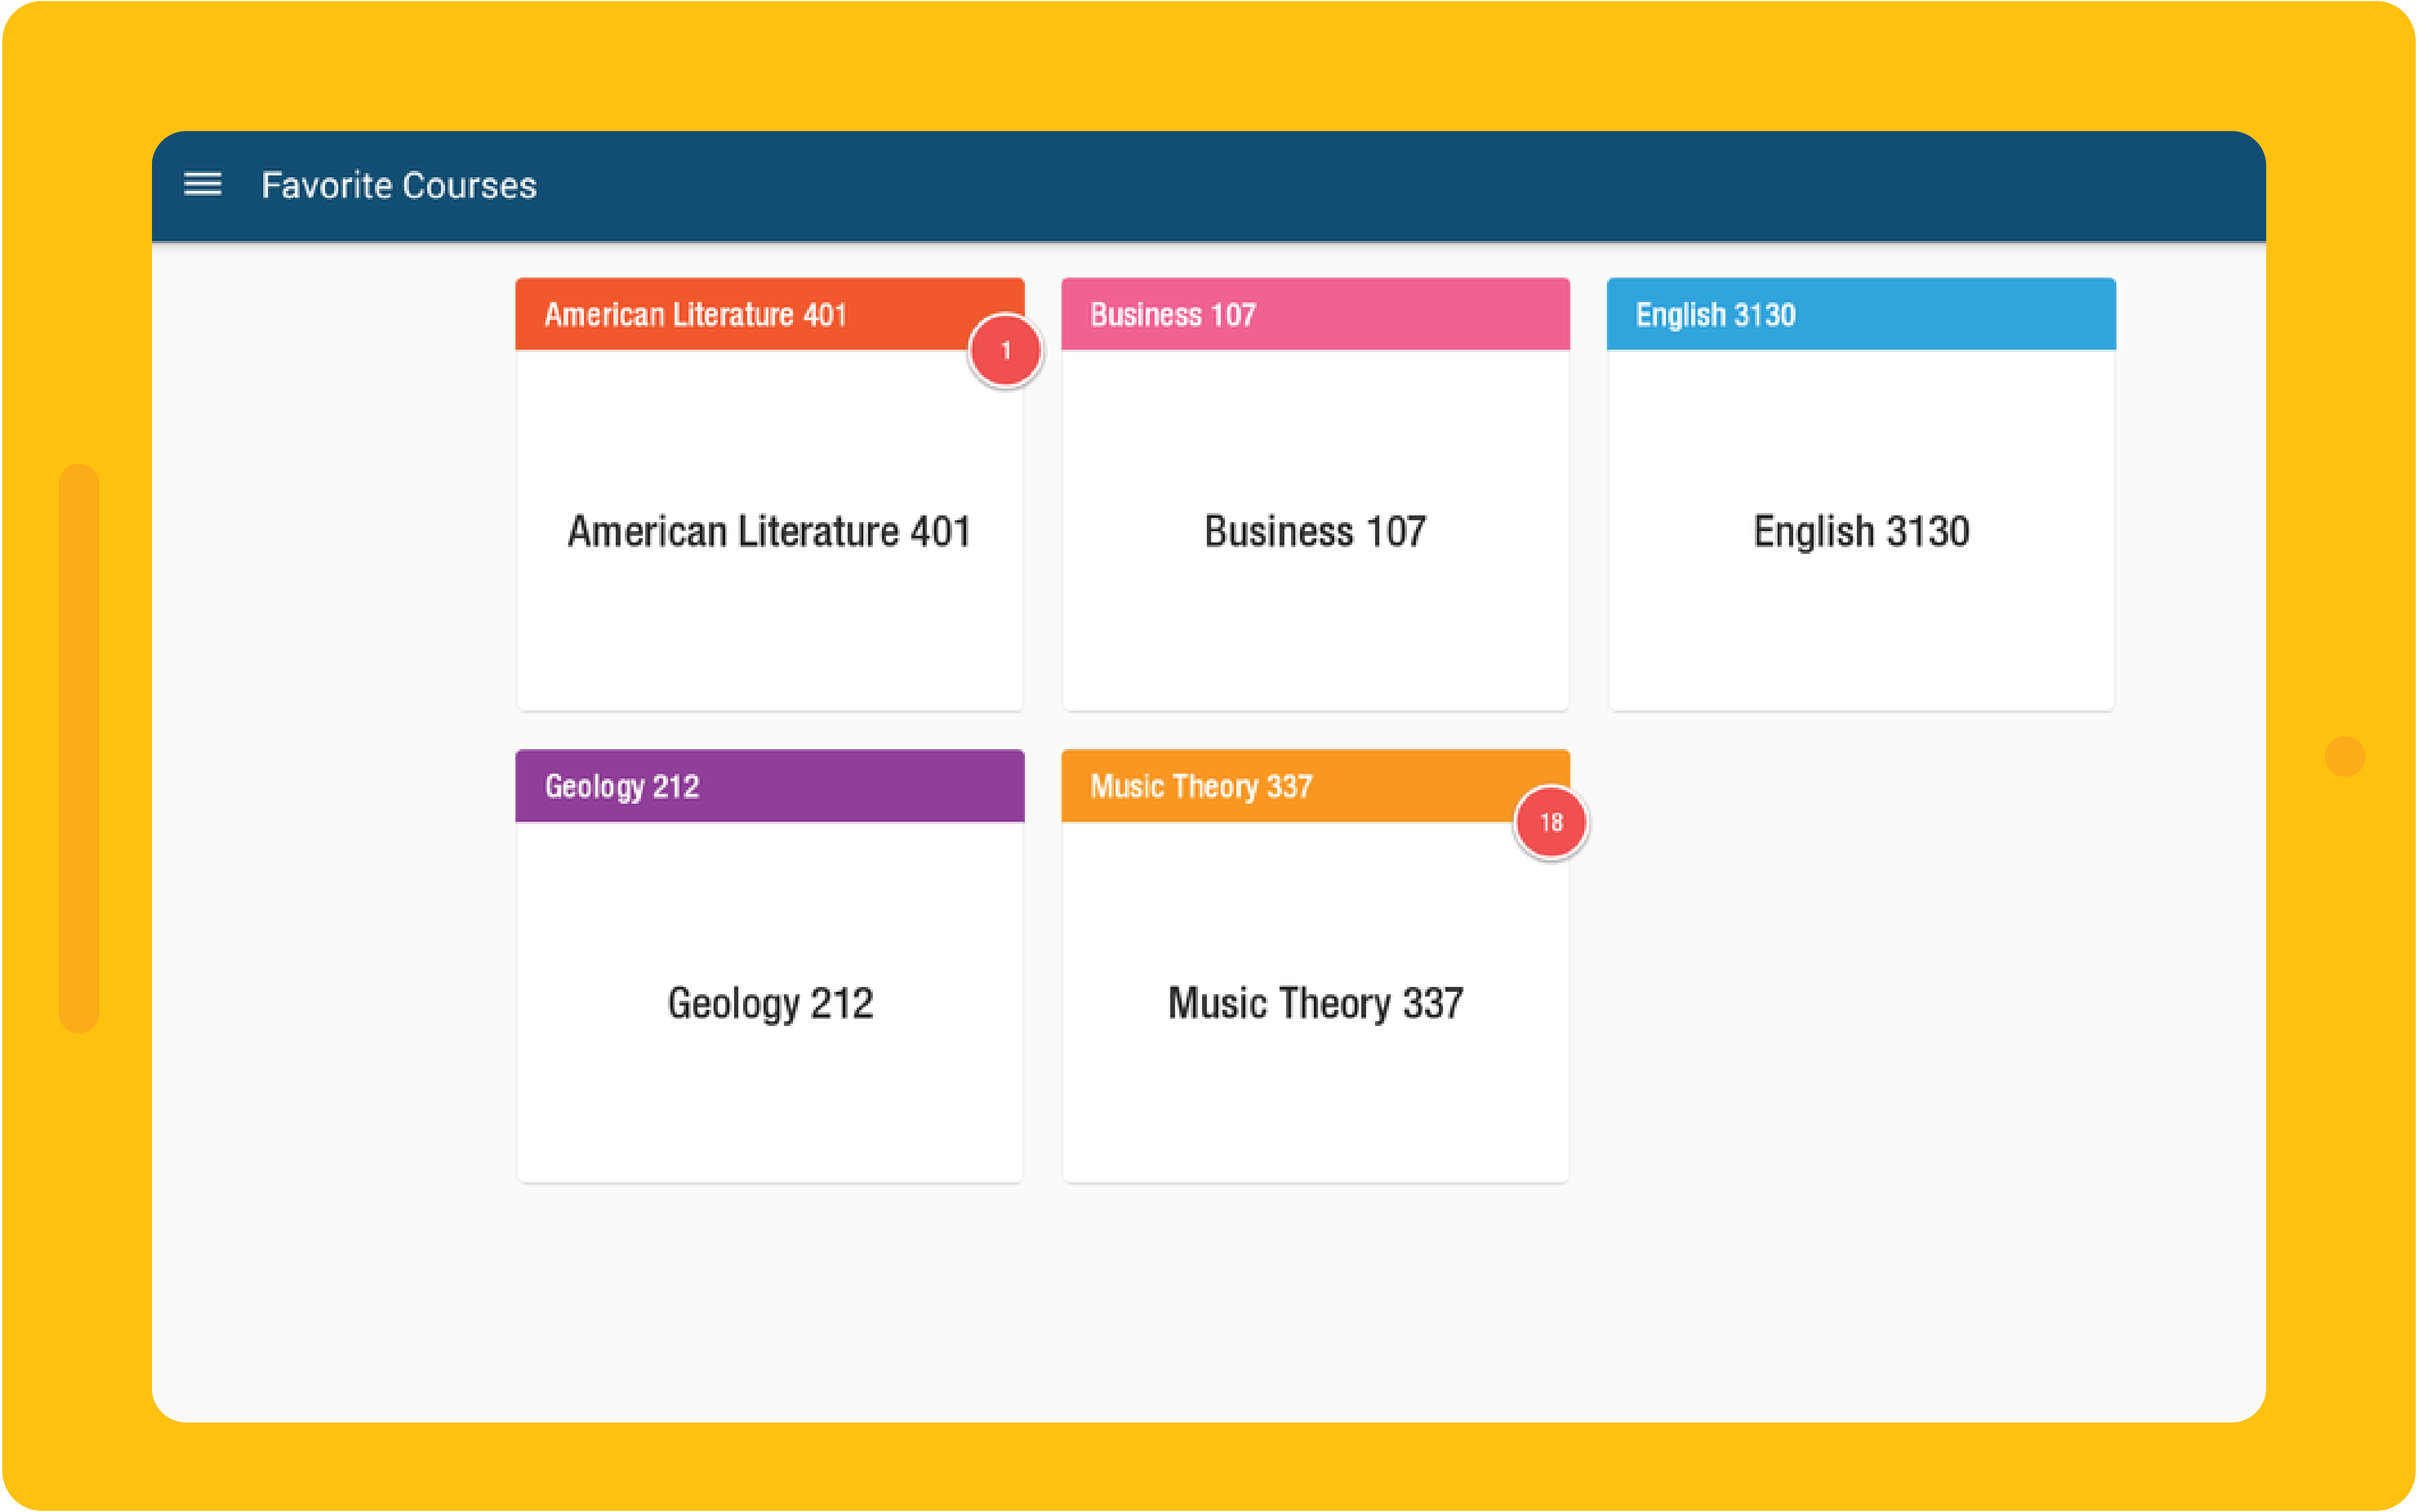 Favorite Courses
American Literature 401
1
American Literature 401
Business 107
Business 107
English 3130
English 3130
Geology 212
Geology 212
Music Theory 337
18
Music Theory 337